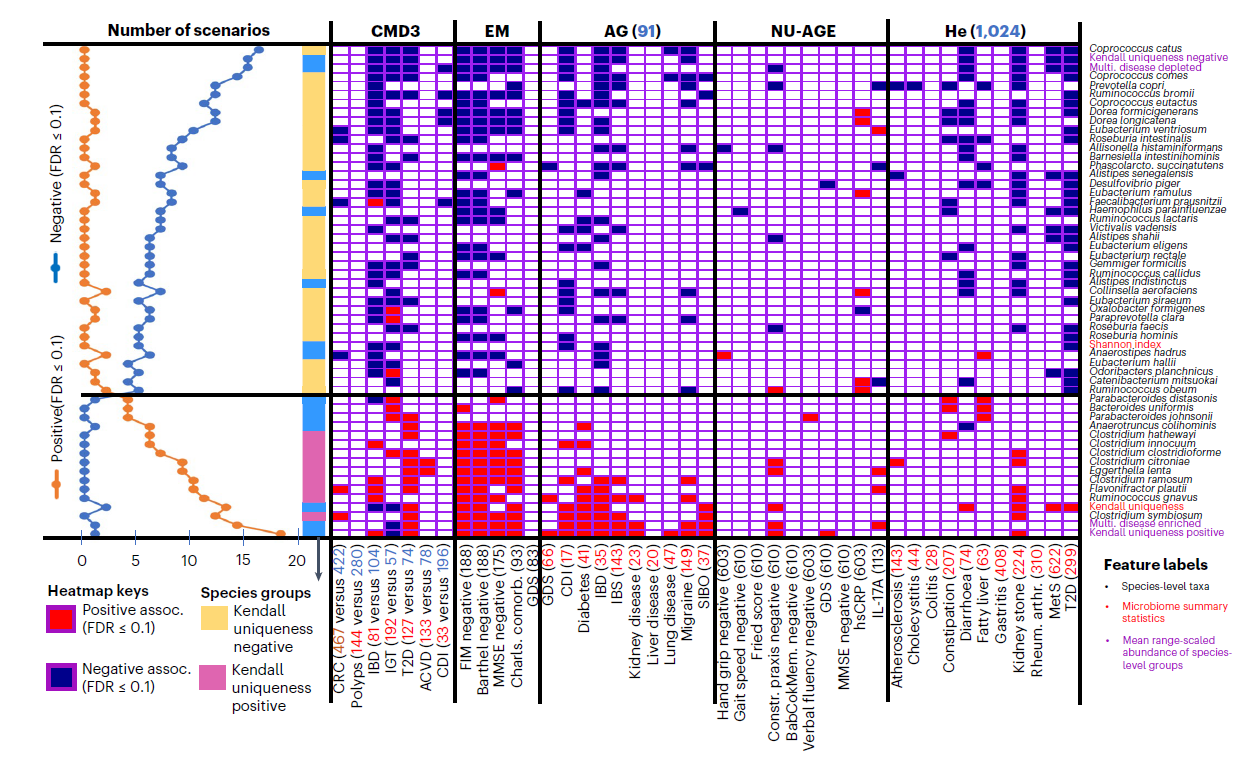 Number of scenarios
CMD3
EM
AG (91)
NU-AGE
He (1,024)
Negative (FDR ≤ 0.1)
Positive(FDR ≤ 0.1)
Coprococcus catus
Kendall uniqueness negative
Multi. disease depleted
Coprococcus comes
Prevotella copri
Ruminococcus bromii
Coprococcus eutactus
Dorea formicigenerans
Dorea longicatena
Eubacterium ventriosum
Roseburia intestinalis
Allisonella histaminiformans
Barnesiella intestinihominis
Phascolarcto. succinatutens
Alistipes senegalensis
Desulfovibrio piger
Eubacterium ramulus
Faecalibacterium prausnitzii
Haemophilus parainfluenzae
Ruminococcus lactaris
Victivalis vadensis
Alistipes shahii
Eubacterium eligens
Eubacterium rectale
Gemmiger formicilis
Ruminococcus callidus
Alistipes indistinctus
Collinsella aerofaciens
Eubacterium siraeum
Oxalobacter formigenes
Paraprevotella clara
Roseburia faecis
Roseburia hominis
Shannon index
Anaerostipes hadrus
Eubacterium hallii
Odoribacters planchnicus
Catenibacterium mitsuokai
Ruminococcus obeum
Parabacteroides distasonis
Bacteroides uniformis
Parabacteroides johnsonii
Anaerotruncus colihominis
Clostridium hathewayi
Clostridium innocuum
Clostridium clostridioforme
Clostridium citroniae
Eggerthella lenta
Clostridium ramosum
Flavonifractor plautii
Ruminococcus gnavus
Kendall uniqueness
Clostridium symbiosum
Multi. disease enriched
Kendall uniqueness positive
0
5
10
15
20
CRC (467 versus 422)
Polyps (144 versus 280)
IBD (81 versus 104)
IGT (192 versus 57)
T2D (127 versus 74)
ACVD (133 versus 78)
CDI (33 versus 196)
FIM negative (188)
Barthel negative (188)
MMSE negative (175)
Charts. comorb. (93)
GDS (83)
GDS (66)
CDI (17)
Diabetes (41)
IBD (35)
IBS (143)
Kidney disease (23)
Liver disease (20)
Lung disease (47)
Migraine (149)
SIBO (37)
Hand grip negative (603)
Gait speed negative (610)
Fried score (610)
Constr. praxis negative (610)
BabCokMem. negative (610)
Verbal fluency negative (603)
GDS (610)
MMSE negative (610)
hsCRP (603)
IL-17A (113)
Atherosclerosis (143)
Cholecystitis (44)
Colitis (28)
Constipation (207)
Diarrhoea (74)
Fatty liver (63)
Gastritis (408)
Kidney stone (224)
Rheum. arthr. (310)
MetS (622)
T2D (299)
Heatmap keys
Positive assoc.
(FDR ≤ 0.1)
Negative assoc.
(FDR ≤ 0.1)
Species groups
Kendall
uniqueness
negative
Kendall
uniqueness
positive
Feature labels
• Species-level taxa
• Microbiome summary
statistics
• Mean range-scaled
abundance of species-
level groups